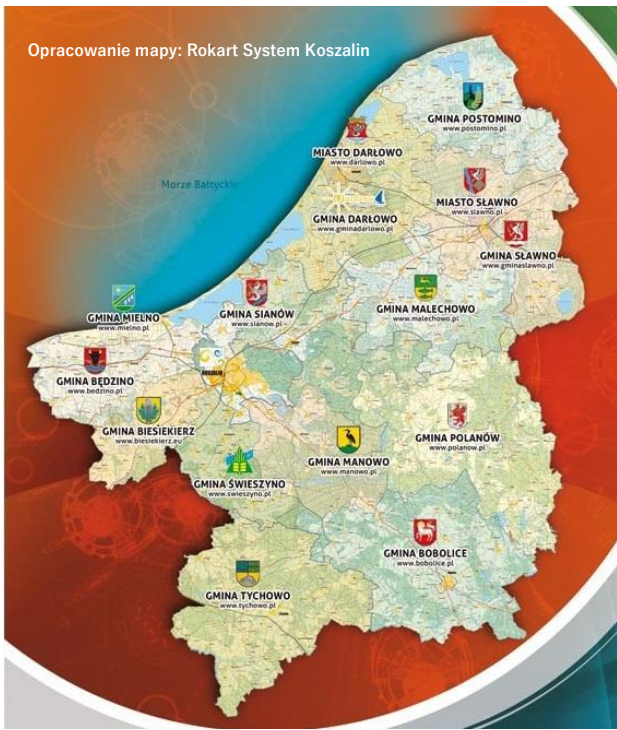 Opracowanie mapy: Rokart System Koszalin
GMINA POSTOMINO
www.postomino.pl
MIASTO DARŁOWO
www.darlowo.pl
Morze Bałtyckie
MIASTO SŁAWNO
www.slawno.pl
GMINA DARŁOWO
www.gminadarlowo.pl
GMINA SŁAWNO
www.gminaslawno.pl
GMINA MIELNO
www.mielno.pl
GMINA SIANÓW
www.sianow.pl
GMINA MALECHOWO
www.malechowo.pl
KOSZALIN
GMINA BĘDZINO
www.bedzino.pl
GMINA BIESIEKIERZ
www.biesiekierz.eu
GMINA POLANÓW
www.polanow.pl
GMINA MANOWO
www.manowo.pl
GMINA ŚWIESZYNO
www.swieszyno.pl
GMINA BOBOLICE
www.bobolice.pl
GMINA TYCHOWO
www.tychowo.pl